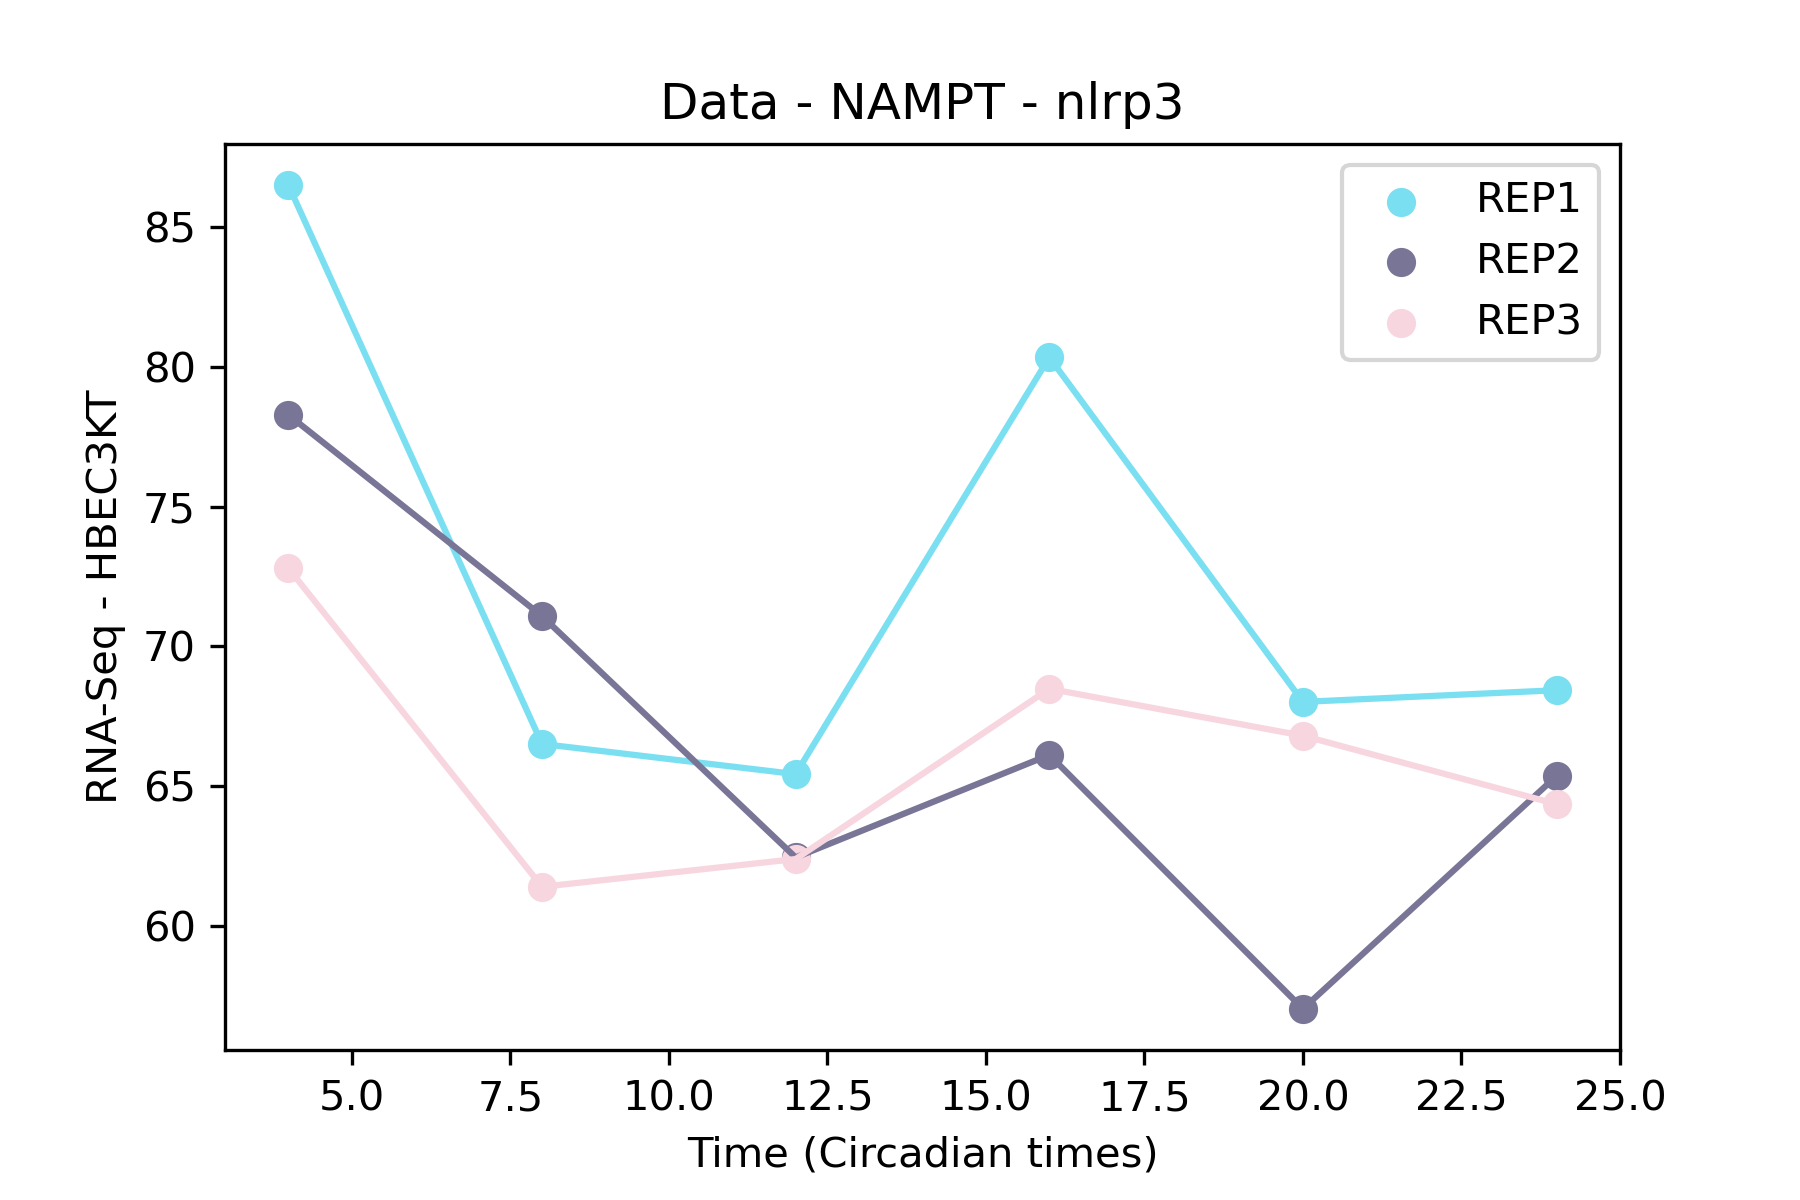 Data - NAMPT - nlrp3
REP1
REP2
REP3
85
80
75
70
65
60
RNA-Seq - HBEC3KT
5.0 7.5 10.0 12.5 15.0 17.5 20.0 22.5 25.0
Time (Circadian times)